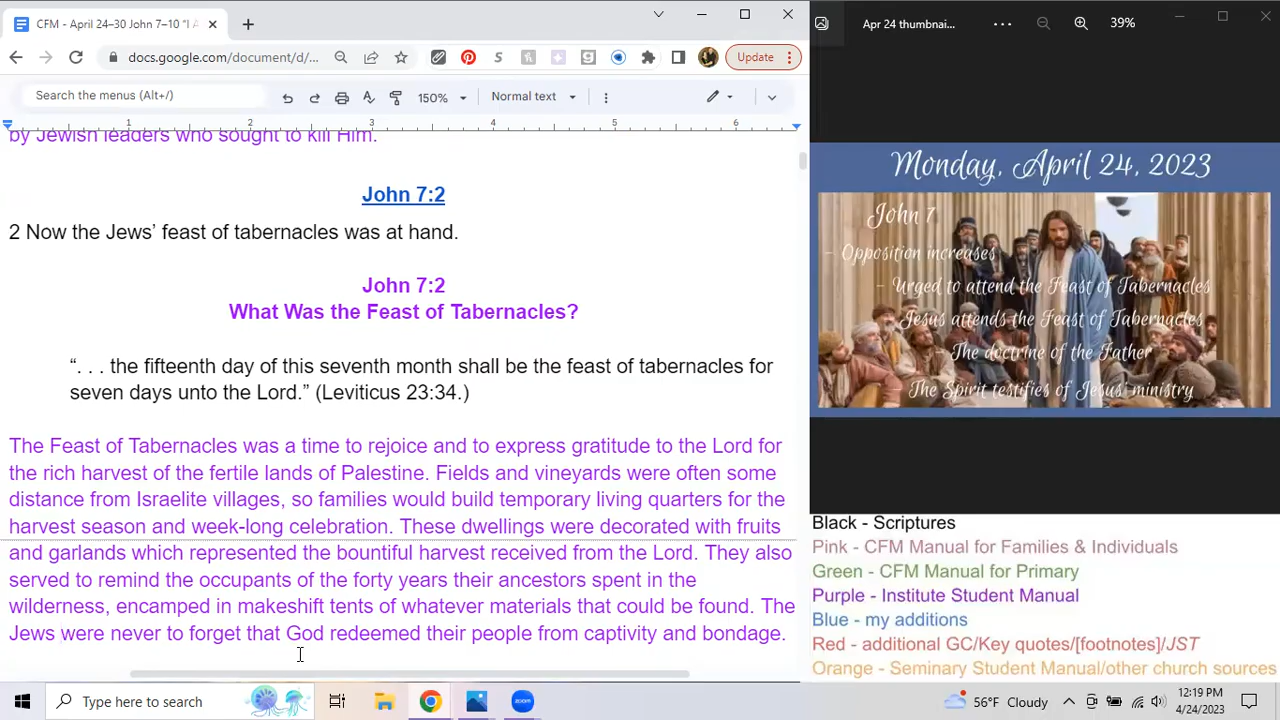 CFM - April 24–30 John 7–10 "I A
Apr 24 thumbnai...
39%
docs.google.com/document/d/...
Update
Search the menus (Alt+/)
150%
Normal text
1 2 3 4 5 6
by Jewish leaders who sought to kill Him.
John 7:2
2 Now the Jews’ feast of tabernacles was at hand.
John 7:2
What Was the Feast of Tabernacles?
“. . . the fifteenth day of this seventh month shall be the feast of tabernacles for
seven days unto the Lord.” (Leviticus 23:34.)
The Feast of Tabernacles was a time to rejoice and to express gratitude to the Lord for
the rich harvest of the fertile lands of Palestine. Fields and vineyards were often some
distance from Israelite villages, so families would build temporary living quarters for the
harvest season and week-long celebration. These dwellings were decorated with fruits
and garlands which represented the bountiful harvest received from the Lord. They also
served to remind the occupants of the forty years their ancestors spent in the
wilderness, encamped in makeshift tents of whatever materials that could be found. The
Jews were never to forget that God redeemed their people from captivity and bondage.
Monday, April 24, 2023
John 7
- Opposition increases
- Urged to attend the Feast of Tabernacles
- Jesus attends the Feast of Tabernacles
- The doctrine of the Father
- The Spirit testifies of Jesus' ministry
Black - Scriptures
Pink - CFM Manual for Families & Individuals
Green - CFM Manual for Primary
Purple - Institute Student Manual
Blue - my additions
Red - additional GC/Key quotes/[footnotes]/JST
Orange - Seminary Student Manual/other church sources
Type here to search
56°F Cloudy
12:19 PM
4/24/2023